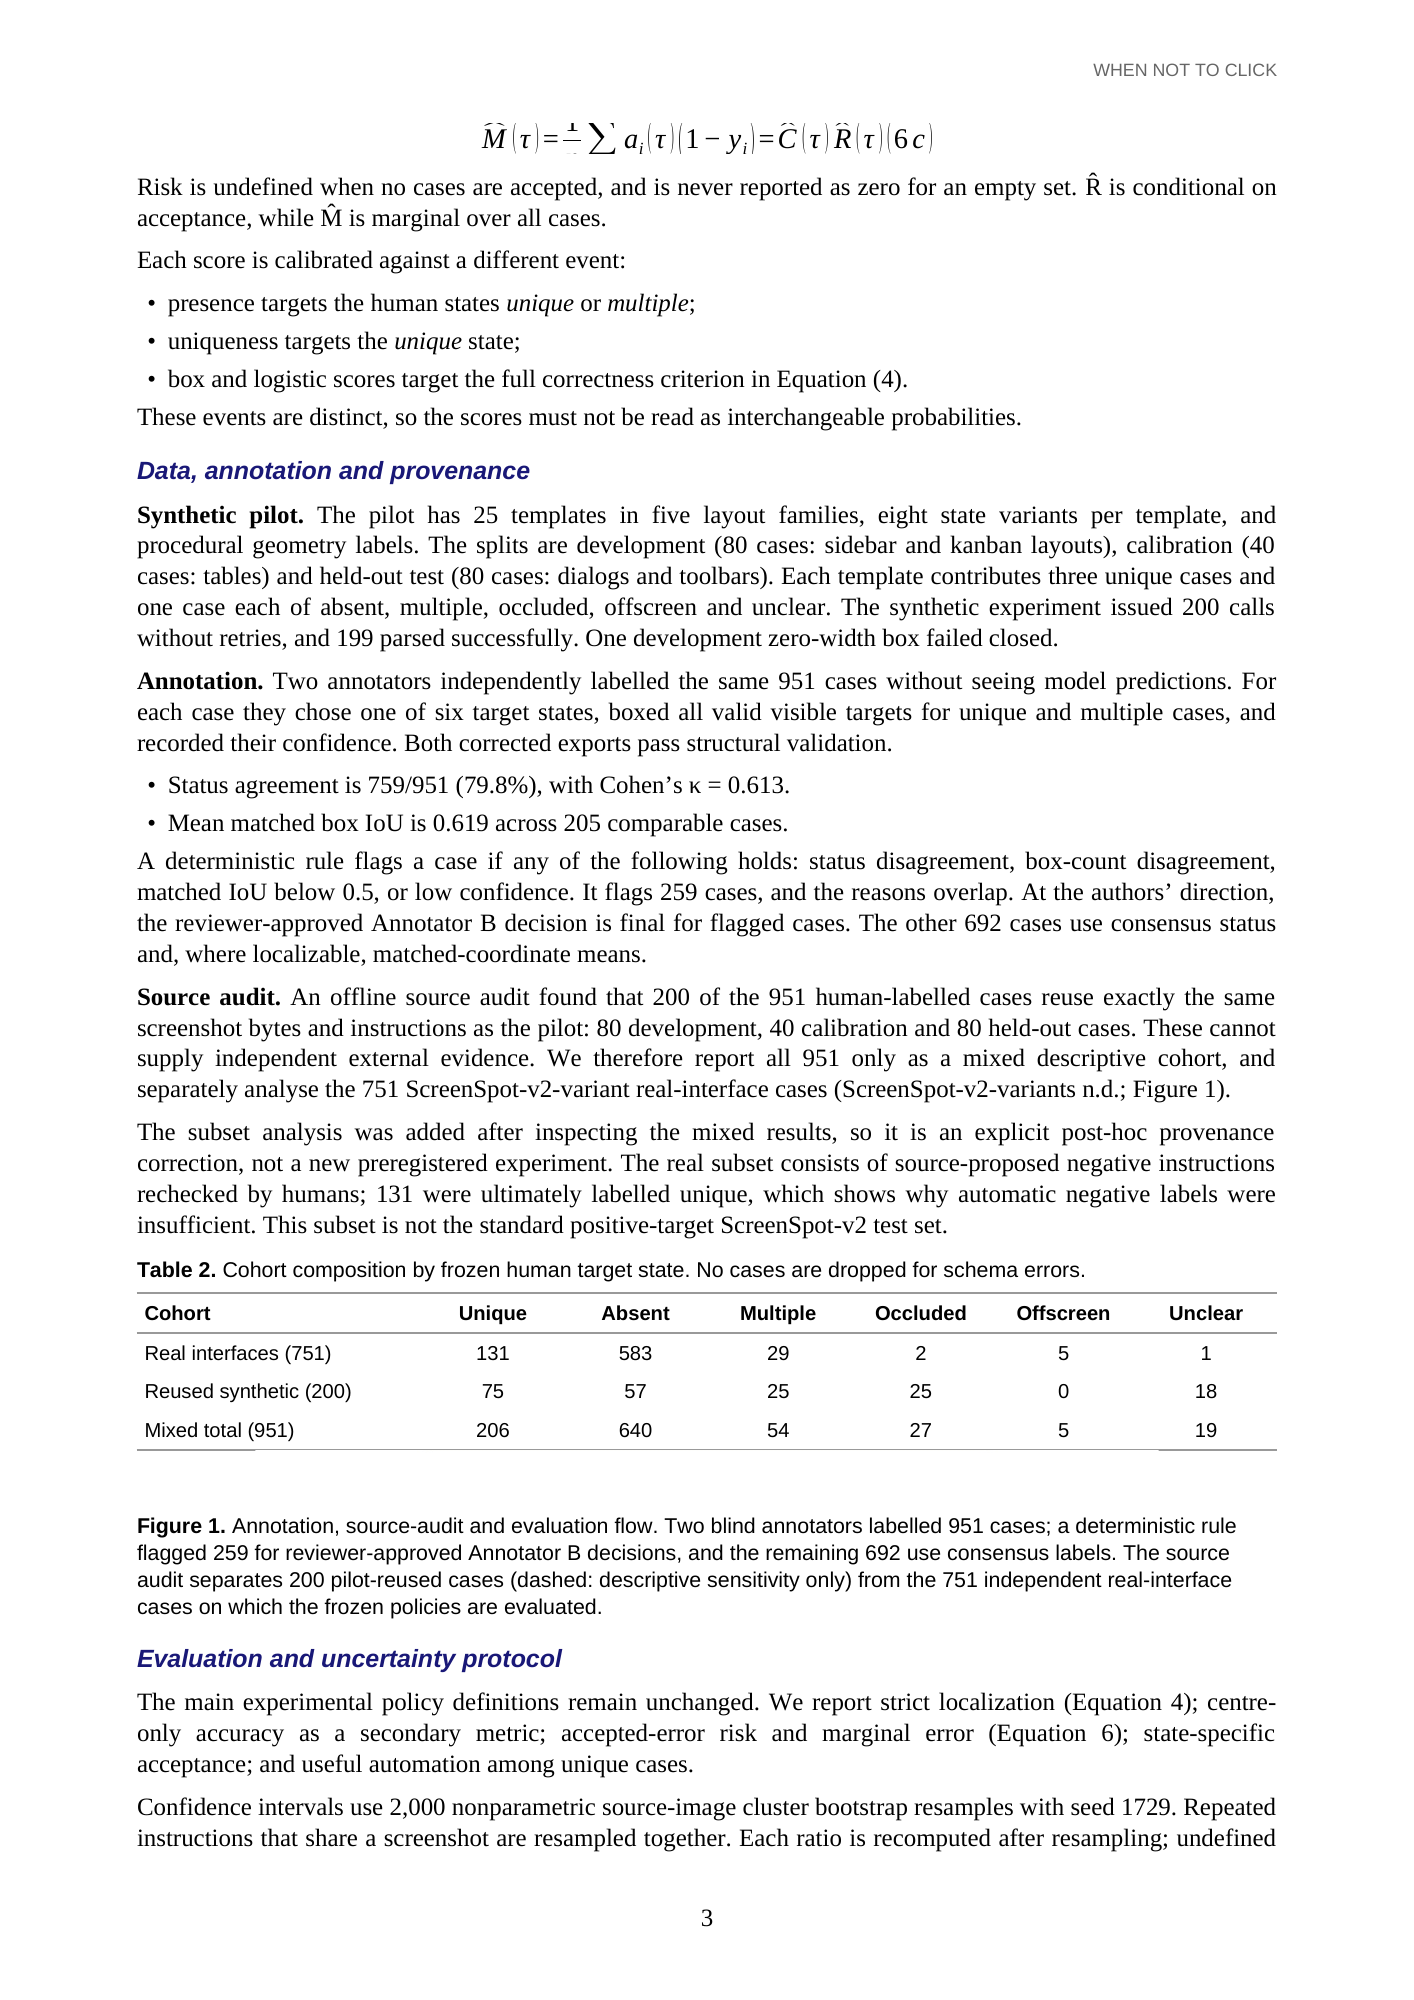 WHEN NOT TO CLICK
M̂(τ)=1/ ∑ aᵢ(τ)(1− yᵢ)=Ĉ(τ)R̂(τ)(6c)
Risk is undefined when no cases are accepted, and is never reported as zero for an empty set. R̂ is conditional on
acceptance, while M̂ is marginal over all cases.
Each score is calibrated against a different event:
• presence targets the human states unique or multiple;
• uniqueness targets the unique state;
• box and logistic scores target the full correctness criterion in Equation (4).
These events are distinct, so the scores must not be read as interchangeable probabilities.
Data, annotation and provenance
Synthetic pilot. The pilot has 25 templates in five layout families, eight state variants per template, and
procedural geometry labels. The splits are development (80 cases: sidebar and kanban layouts), calibration (40
cases: tables) and held-out test (80 cases: dialogs and toolbars). Each template contributes three unique cases and
one case each of absent, multiple, occluded, offscreen and unclear. The synthetic experiment issued 200 calls
without retries, and 199 parsed successfully. One development zero-width box failed closed.
Annotation. Two annotators independently labelled the same 951 cases without seeing model predictions. For
each case they chose one of six target states, boxed all valid visible targets for unique and multiple cases, and
recorded their confidence. Both corrected exports pass structural validation.
• Status agreement is 759/951 (79.8%), with Cohen’s κ = 0.613.
• Mean matched box IoU is 0.619 across 205 comparable cases.
A deterministic rule flags a case if any of the following holds: status disagreement, box-count disagreement,
matched IoU below 0.5, or low confidence. It flags 259 cases, and the reasons overlap. At the authors’ direction,
the reviewer-approved Annotator B decision is final for flagged cases. The other 692 cases use consensus status
and, where localizable, matched-coordinate means.
Source audit. An offline source audit found that 200 of the 951 human-labelled cases reuse exactly the same
screenshot bytes and instructions as the pilot: 80 development, 40 calibration and 80 held-out cases. These cannot
supply independent external evidence. We therefore report all 951 only as a mixed descriptive cohort, and
separately analyse the 751 ScreenSpot-v2-variant real-interface cases (ScreenSpot-v2-variants n.d.; Figure 1).
The subset analysis was added after inspecting the mixed results, so it is an explicit post-hoc provenance
correction, not a new preregistered experiment. The real subset consists of source-proposed negative instructions
rechecked by humans; 131 were ultimately labelled unique, which shows why automatic negative labels were
insufficient. This subset is not the standard positive-target ScreenSpot-v2 test set.
Table 2. Cohort composition by frozen human target state. No cases are dropped for schema errors.
Cohort Unique Absent Multiple Occluded Offscreen Unclear
Real interfaces (751) 131 583 29 2 5 1
Reused synthetic (200) 75 57 25 25 0 18
Mixed total (951) 206 640 54 27 5 19
Figure 1. Annotation, source-audit and evaluation flow. Two blind annotators labelled 951 cases; a deterministic rule
flagged 259 for reviewer-approved Annotator B decisions, and the remaining 692 use consensus labels. The source
audit separates 200 pilot-reused cases (dashed: descriptive sensitivity only) from the 751 independent real-interface
cases on which the frozen policies are evaluated.
Evaluation and uncertainty protocol
The main experimental policy definitions remain unchanged. We report strict localization (Equation 4); centre-
only accuracy as a secondary metric; accepted-error risk and marginal error (Equation 6); state-specific
acceptance; and useful automation among unique cases.
Confidence intervals use 2,000 nonparametric source-image cluster bootstrap resamples with seed 1729. Repeated
instructions that share a screenshot are resampled together. Each ratio is recomputed after resampling; undefined
3